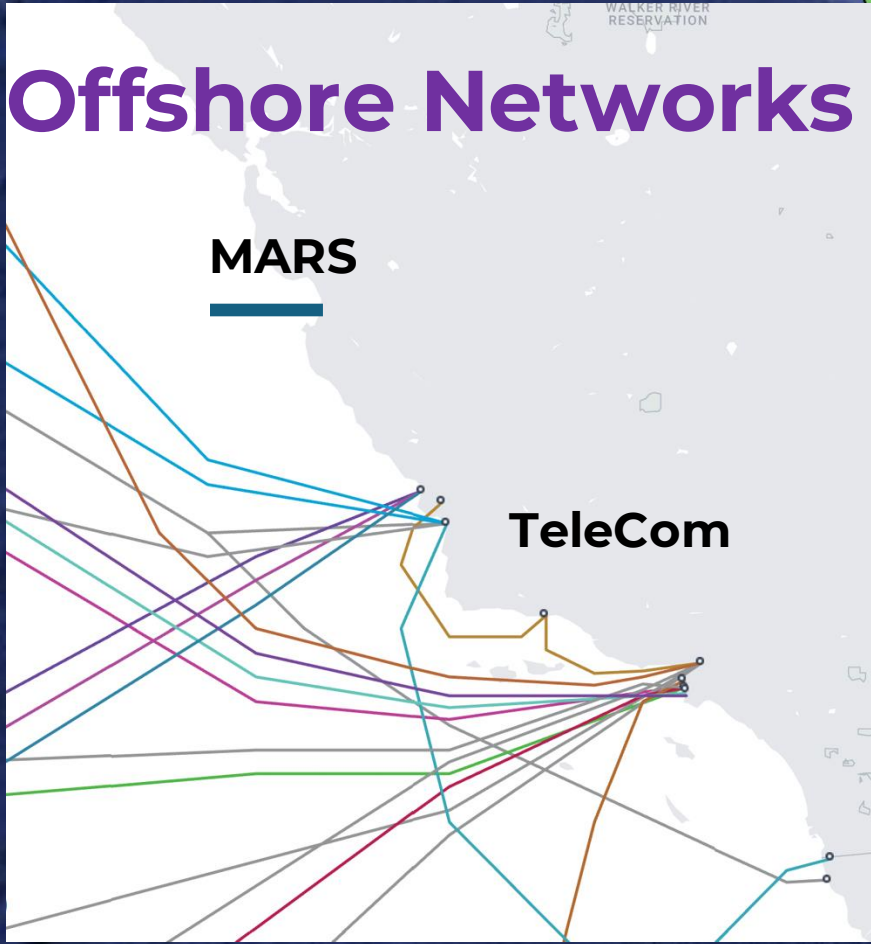 WALKER RIVER
RESERVATION
Offshore Networks
MARS
TeleCom